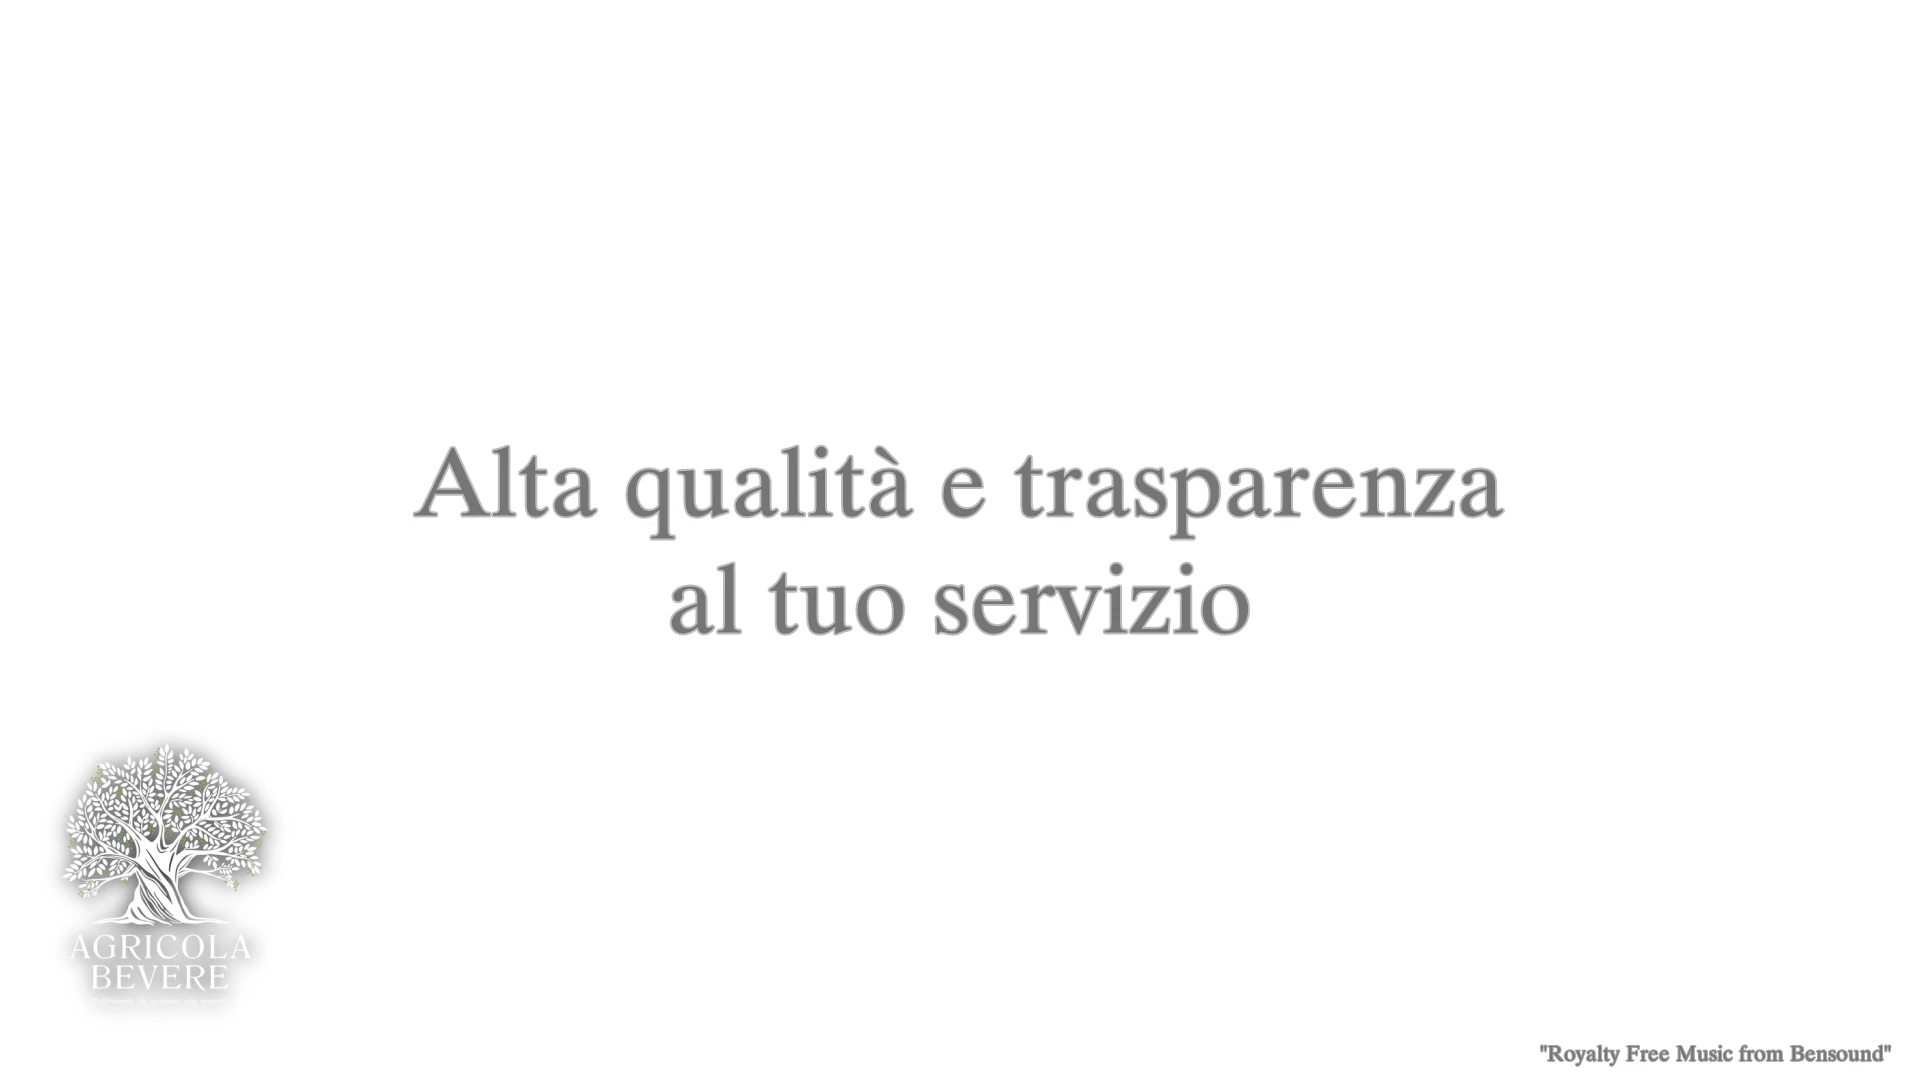 Alta qualità e trasparenza
al tuo servizio
AGRICOLA
BEVERE
"Royalty Free Music from Bensound"